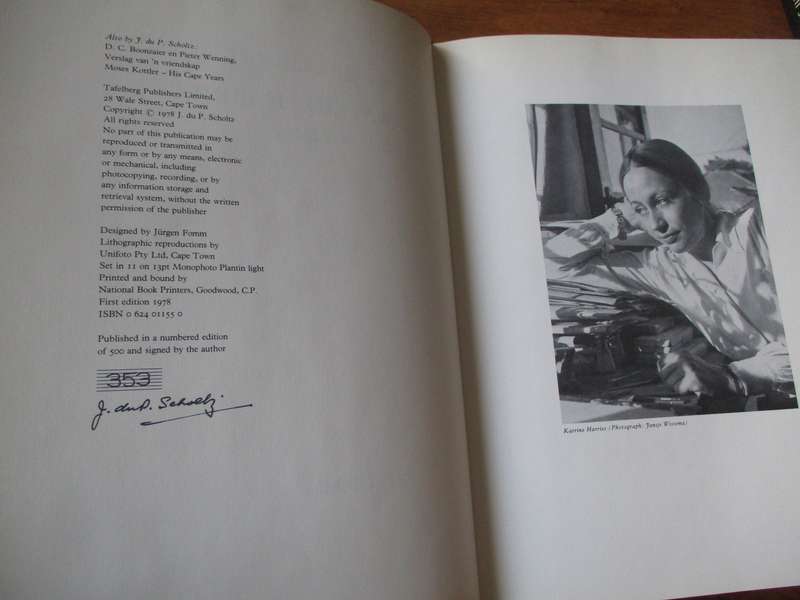 Also by J. du P. Scholtz:
D. C. Boonzaier en Pieter Wenning,
Verslag van 'n vriendskap
Moses Kottler – His Cape Years
Tafelberg Publishers Limited,
28 Wale Street, Cape Town
Copyright © 1978 J. du P. Scholtz
All rights reserved
No part of this publication may be
reproduced or transmitted in
any form or by any means, electronic
or mechanical, including
photocopying, recording, or by
any information storage and
retrieval system, without the written
permission of the publisher
Designed by Jürgen Fomm
Lithographic reproductions by
Unifoto Pty Ltd, Cape Town
Set in 11 on 13pt Monophoto Plantin light
Printed and bound by
National Book Printers, Goodwood, C.P.
First edition 1978
ISBN 0 624 01155 0
Published in a numbered edition
of 500 and signed by the author
353
J. du P. Scholtz
Katrine Harries (Photograph: Jansje Wissema)